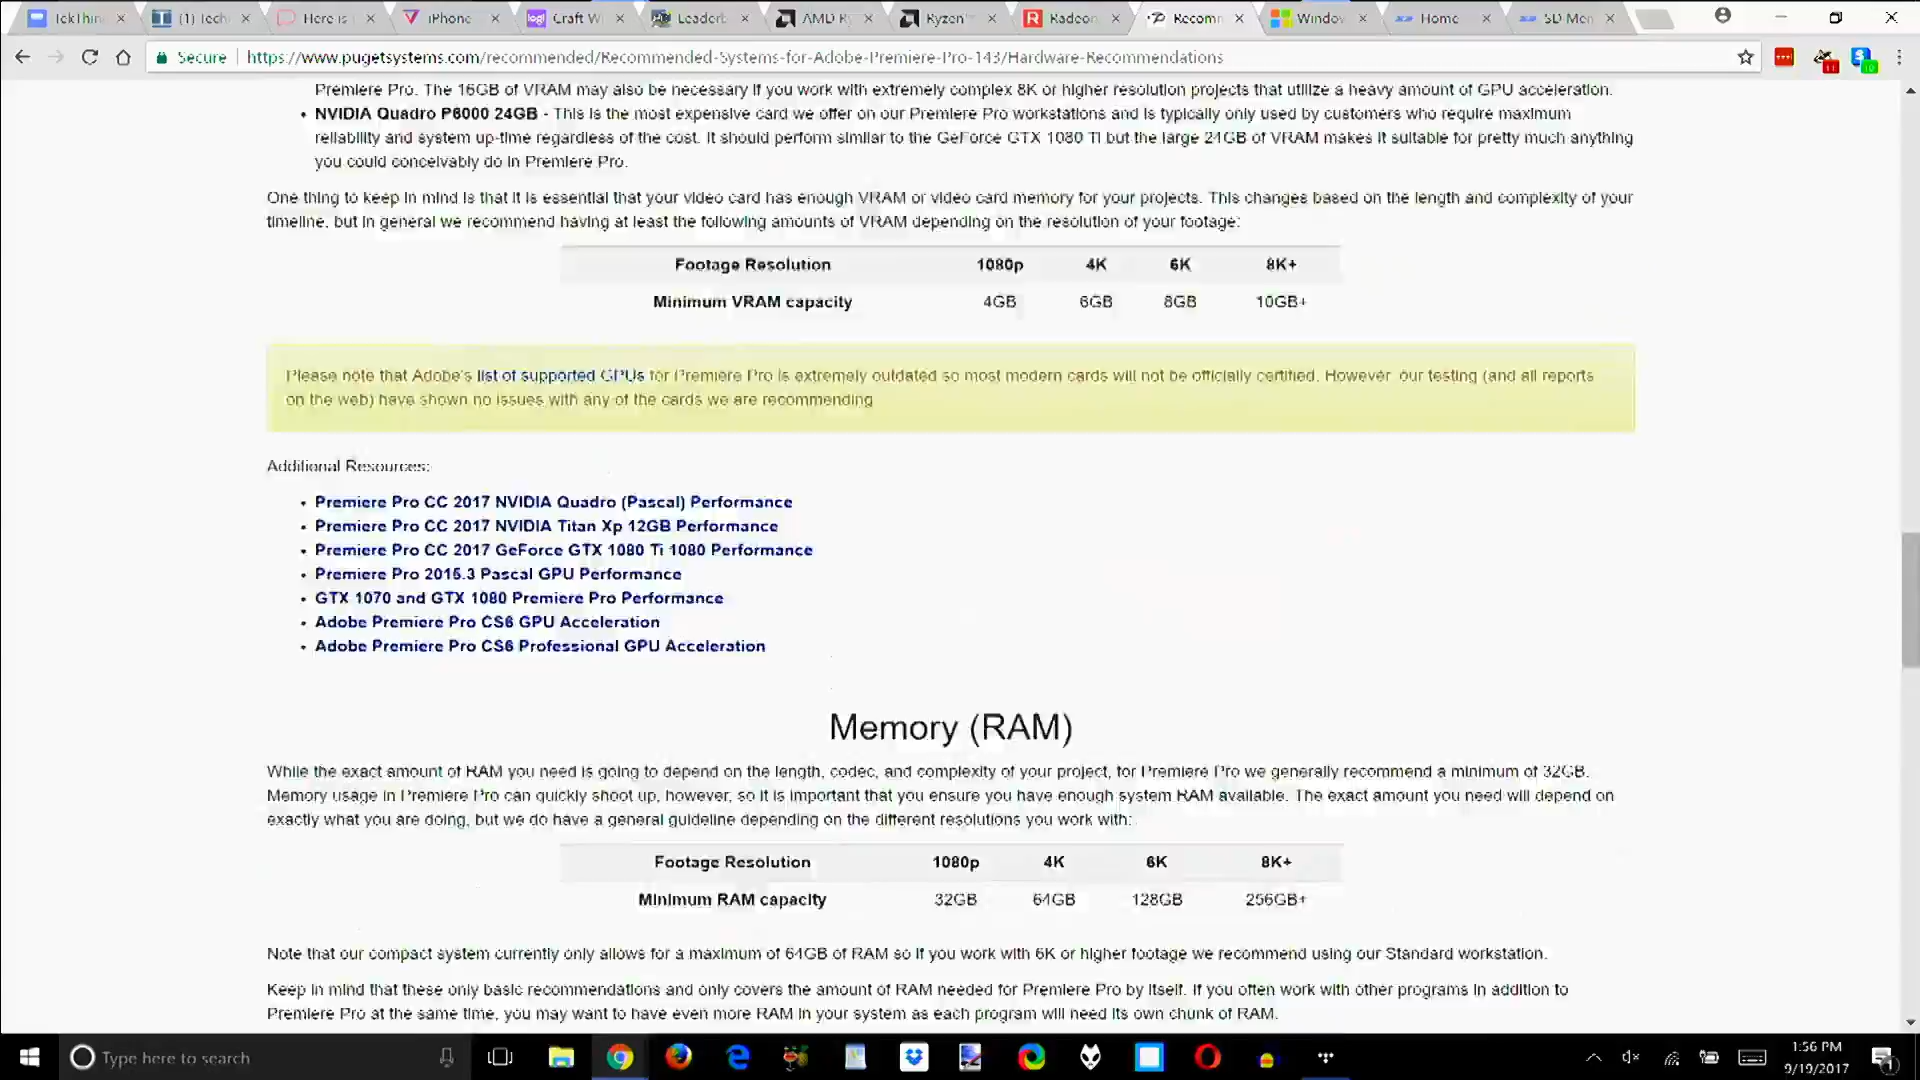 TekThin
(1) Tech
Here is
iPhone
Craft W
Leaderb
AMD Ry
Ryzen™
Radeon
Recomm
Window
Home
SD Mem
Secure
https://www.pugetsystems.com/recommended/Recommended-Systems-for-Adobe-Premiere-Pro-143/Hardware-Recommendations
Premiere Pro. The 16GB of VRAM may also be necessary if you work with extremely complex 8K or higher resolution projects that utilize a heavy amount of GPU acceleration.
• NVIDIA Quadro P6000 24GB - This is the most expensive card we offer on our Premiere Pro workstations and is typically only used by customers who require maximum
reliability and system up-time regardless of the cost. It should perform similar to the GeForce GTX 1080 Ti but the large 24GB of VRAM makes it suitable for pretty much anything
you could conceivably do in Premiere Pro.
One thing to keep in mind is that it is essential that your video card has enough VRAM or video card memory for your projects. This changes based on the length and complexity of your
timeline, but in general we recommend having at least the following amounts of VRAM depending on the resolution of your footage:
Footage Resolution 1080p 4K 6K 8K+
Minimum VRAM capacity 4GB 6GB 8GB 10GB+
Please note that Adobe's list of supported GPUs for Premiere Pro is extremely outdated so most modern cards will not be officially certified. However, our testing (and all reports
on the web) have shown no issues with any of the cards we are recommending
Additional Resources:
• Premiere Pro CC 2017 NVIDIA Quadro (Pascal) Performance
• Premiere Pro CC 2017 NVIDIA Titan Xp 12GB Performance
• Premiere Pro CC 2017 GeForce GTX 1080 Ti 1080 Performance
• Premiere Pro 2015.3 Pascal GPU Performance
• GTX 1070 and GTX 1080 Premiere Pro Performance
• Adobe Premiere Pro CS6 GPU Acceleration
• Adobe Premiere Pro CS6 Professional GPU Acceleration
Memory (RAM)
While the exact amount of RAM you need is going to depend on the length, codec, and complexity of your project, for Premiere Pro we generally recommend a minimum of 32GB.
Memory usage in Premiere Pro can quickly shoot up, however, so it is important that you ensure you have enough system RAM available. The exact amount you need will depend on
exactly what you are doing, but we do have a general guideline depending on the different resolutions you work with:
Footage Resolution 1080p 4K 6K 8K+
Minimum RAM capacity 32GB 64GB 128GB 256GB+
Note that our compact system currently only allows for a maximum of 64GB of RAM so if you work with 6K or higher footage we recommend using our Standard workstation.
Keep in mind that these only basic recommendations and only covers the amount of RAM needed for Premiere Pro by itself. If you often work with other programs in addition to
Premiere Pro at the same time, you may want to have even more RAM in your system as each program will need its own chunk of RAM.
Type here to search
1:56 PM
9/19/2017